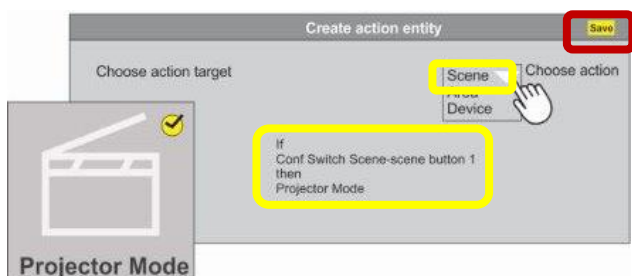 Create action entity
Save
Choose action target
Scene
Choose action
Area
Device
If
Conf Switch Scene-scene button 1
then
Projector Mode
Projector Mode